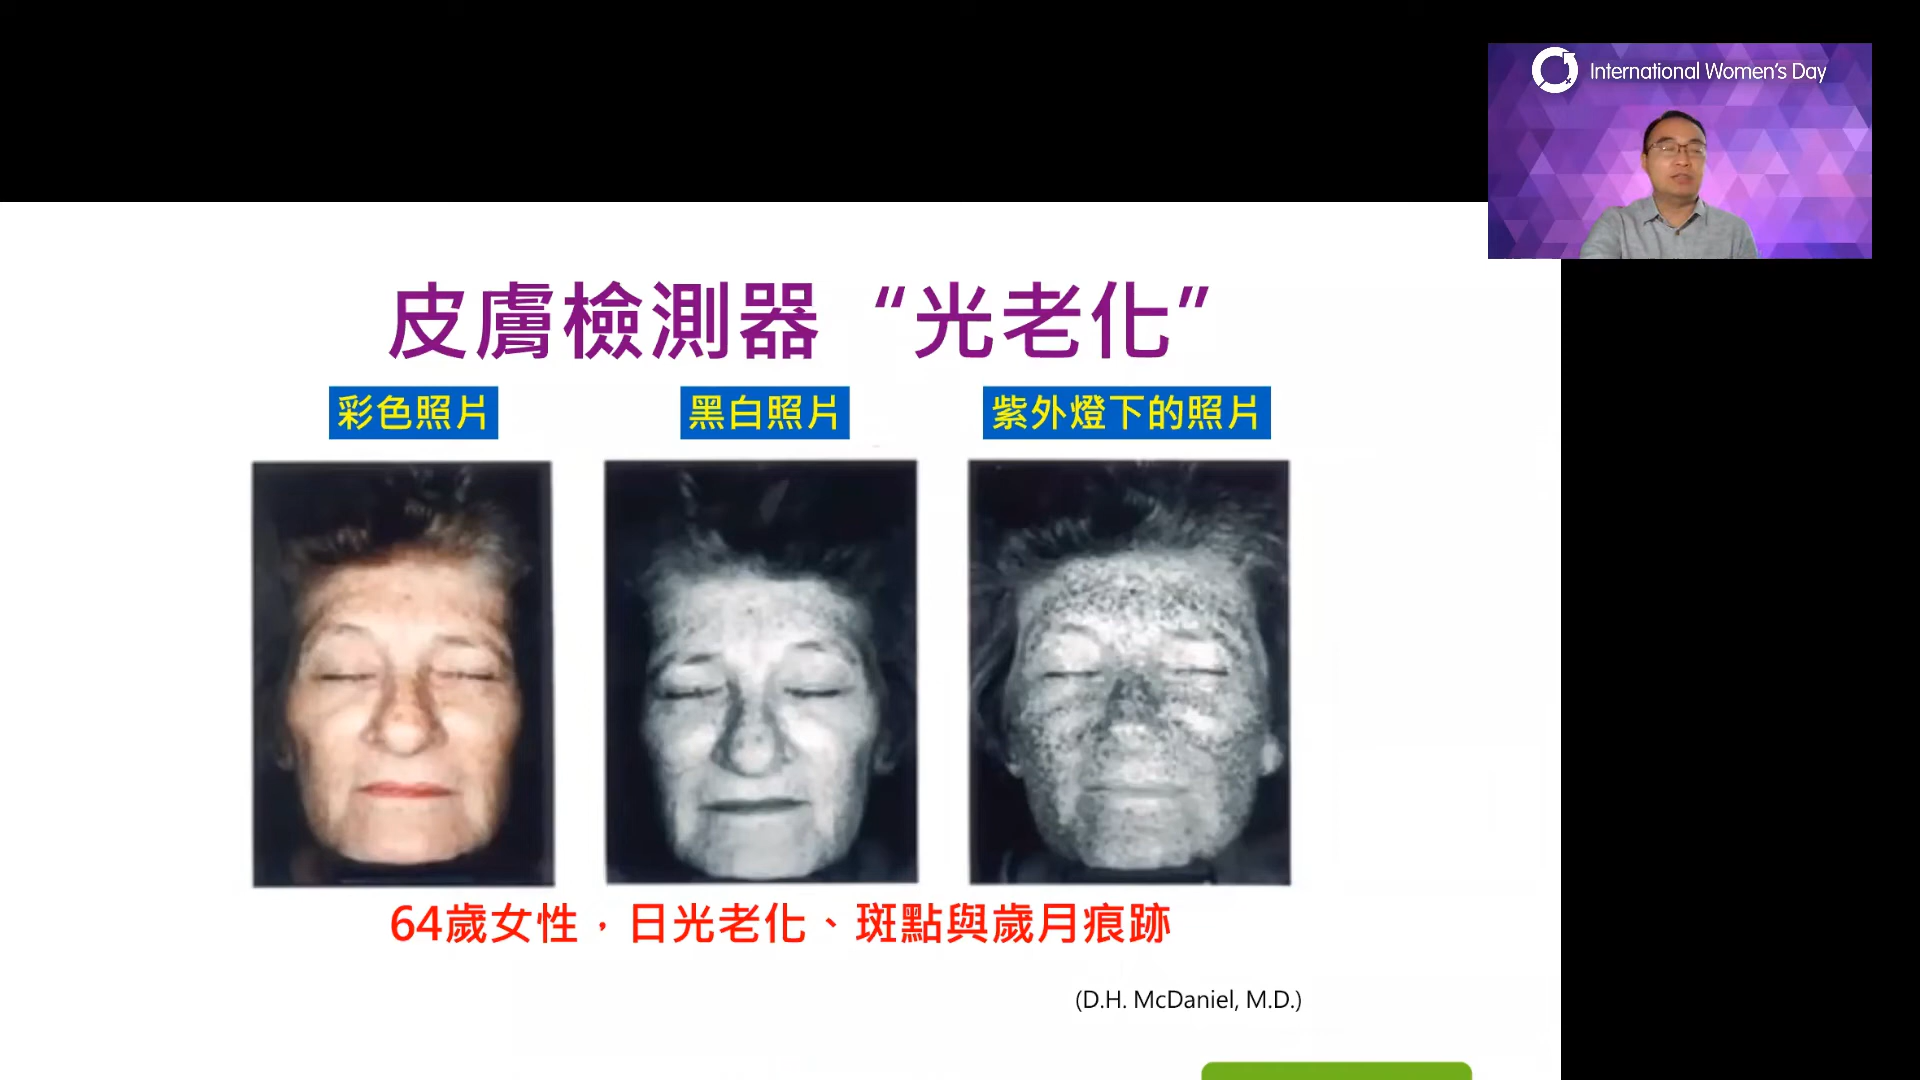 International Women's Day
皮膚檢測器 “光老化”
彩色照片
黑白照片
紫外燈下的照片
64歲女性，日光老化、斑點與歲月痕跡
(D.H. McDaniel, M.D.)